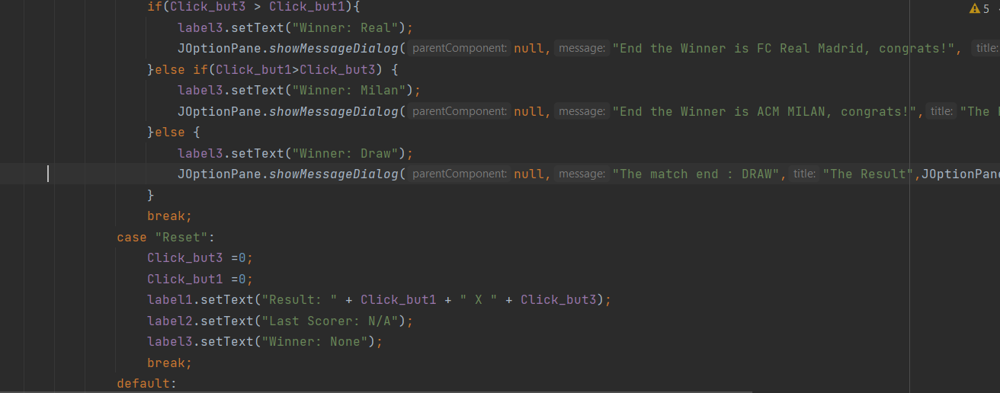 if(Click_but3 > Click_but1){
5
label3.setText("Winner: Real");
JOptionPane.showMessageDialog( parentComponent: null, message: "End the Winner is FC Real Madrid, congrats!", title:
}else if(Click_but1>Click_but3) {
label3.setText("Winner: Milan");
JOptionPane.showMessageDialog( parentComponent: null, message: "End the Winner is ACM MILAN, congrats!", title: "The
}else {
label3.setText("Winner: Draw");
JOptionPane.showMessageDialog( parentComponent: null, message: "The match end : DRAW", title: "The Result",JOptionPane
}
break;
case "Reset":
Click_but3 =0;
Click_but1 =0;
label1.setText("Result: " + Click_but1 + " X " + Click_but3);
label2.setText("Last Scorer: N/A");
label3.setText("Winner: None");
break;
default: